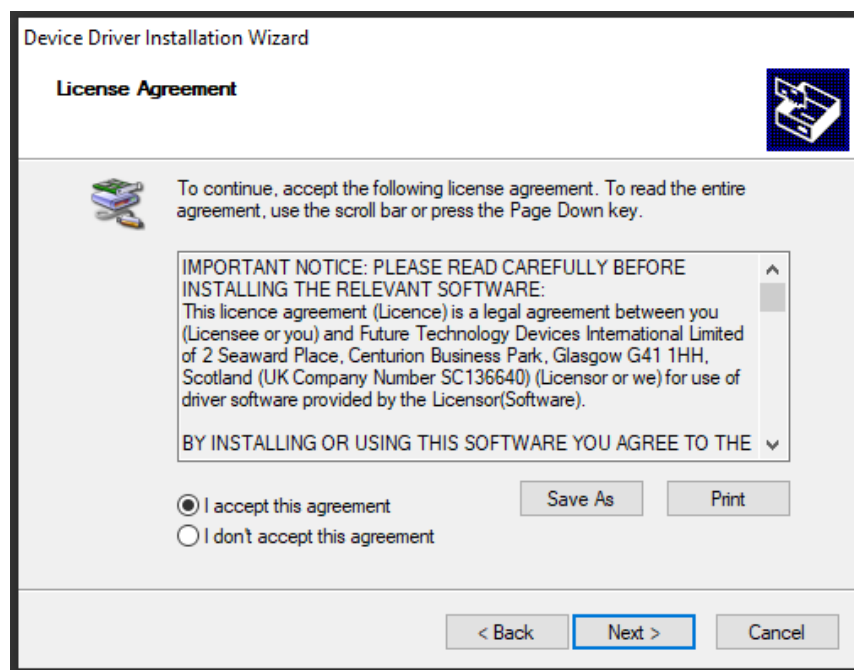 Device Driver Installation Wizard
License Agreement
To continue, accept the following license agreement. To read the entire
agreement, use the scroll bar or press the Page Down key.
IMPORTANT NOTICE: PLEASE READ CAREFULLY BEFORE
INSTALLING THE RELEVANT SOFTWARE:
This licence agreement (Licence) is a legal agreement between you
(Licensee or you) and Future Technology Devices International Limited
of 2 Seaward Place, Centurion Business Park, Glasgow G41 1HH,
Scotland (UK Company Number SC136640) (Licensor or we) for use of
driver software provided by the Licensor(Software).
BY INSTALLING OR USING THIS SOFTWARE YOU AGREE TO THE
I accept this agreement
I don't accept this agreement
Save As
Print
< Back
Next >
Cancel